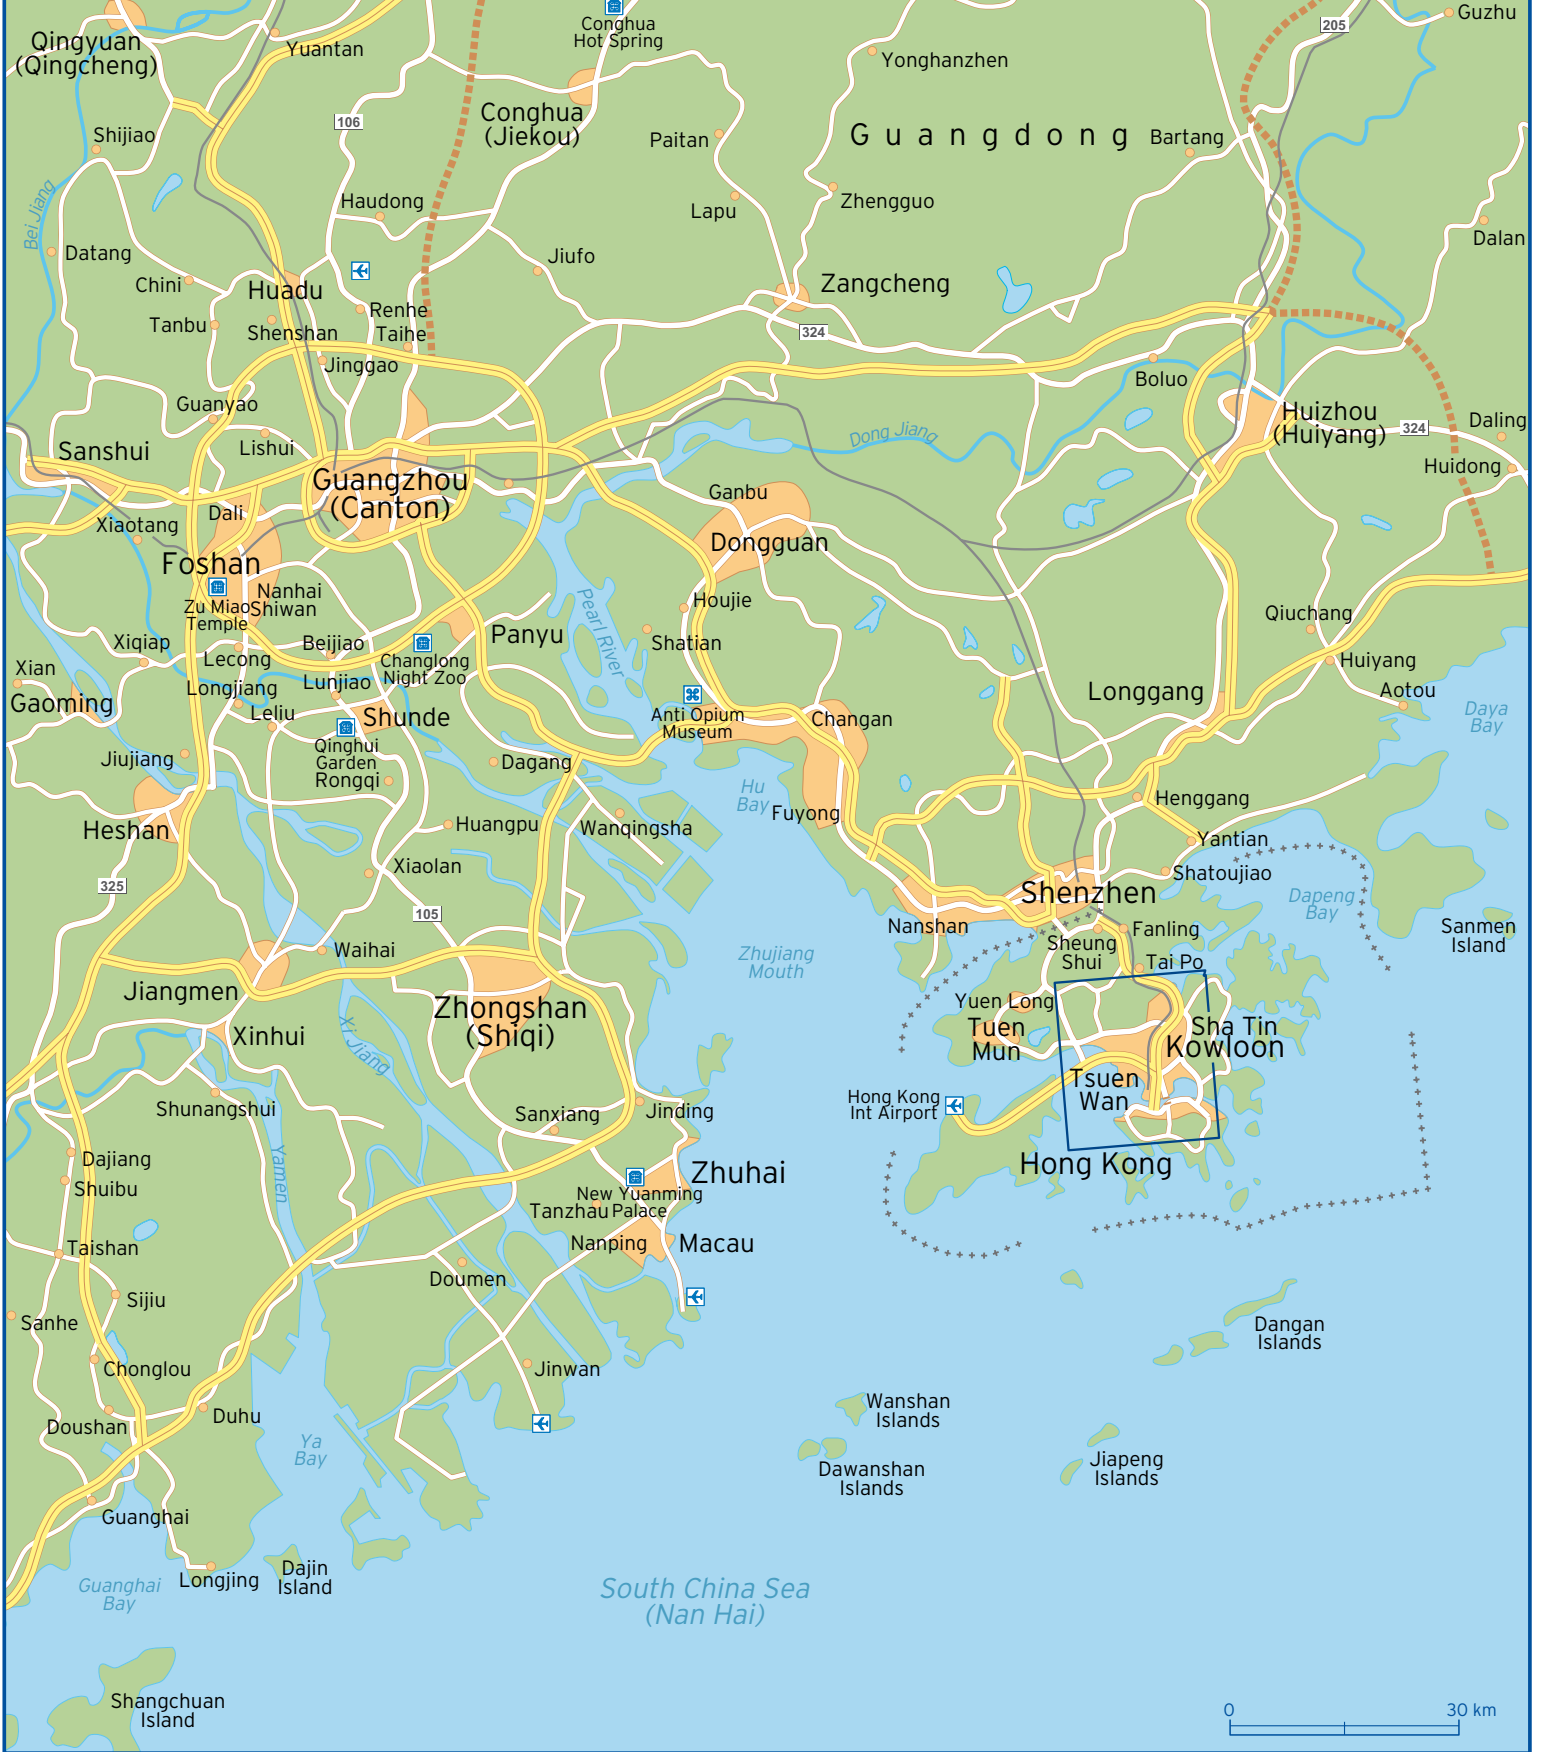 Conghua
Hot Spring
205
Guzhu
Qingyuan
(Qingcheng)
Yuantan
Yonghanzhen
Conghua
(Jiekou)
106
Shijiao
Paitan
Guangdong
Bartang
Bei Jiang
Haudong
Lapu
Zhengguo
Dalan
Datang
Jiufo
Chini
Huadu
Zangcheng
Renhe
Tanbu
Shenshan
Taihe
324
Jinggao
Boluo
Guanyao
Huizhou
(Huiyang)
324
Daling
Lishui
Dong Jiang
Sanshui
Huidong
Guangzhou
(Canton)
Ganbu
Dali
Xiaotang
Dongguan
Foshan
Nanhai
Zu Miao
Temple
Shiwan
Houjie
Pearl River
Qiuchang
Xiqiap
Beijiao
Panyu
Shatian
Lecong
Changlong
Night Zoo
Huiyang
Xian
Longjiang
Lunjiao
Gaoming
Longgang
Aotou
Leliu
Shunde
Anti Opium
Museum
Changan
Daya
Bay
Qinghui
Garden
Jiujiang
Dagang
Rongqi
Hu
Bay
Henggang
Fuyong
Heshan
Huangpu
Wanqingsha
Yantian
Xiaolan
Shatoujiao
325
Shenzhen
Dapeng
Bay
105
Nanshan
Fanling
Sanmen
Island
Waihai
Sheung
Shui
Zhujiang
Mouth
Tai Po
Jiangmen
Zhongshan
(Shiqi)
Yuen Long
Xinhui
Xi Jiang
Tuen
Mun
Sha Tin
Kowloon
Tsuen
Wan
Shunangshui
Sanxiang
Jinding
Hong Kong
Int Airport
Dajiang
Yamen
Zhuhai
Hong Kong
Shuibu
New Yuanming
Palace
Tanzhau
Taishan
Nanping
Macau
Doumen
Sijiu
Sanhe
Dangan
Islands
Chonglou
Jinwan
Wanshan
Islands
Doushan
Duhu
Ya
Bay
Dawanshan
Islands
Jiapeng
Islands
Guanghai
Longjing
Dajin
Island
Guanghai
Bay
South China Sea
(Nan Hai)
Shangchuan
Island
0
30 km